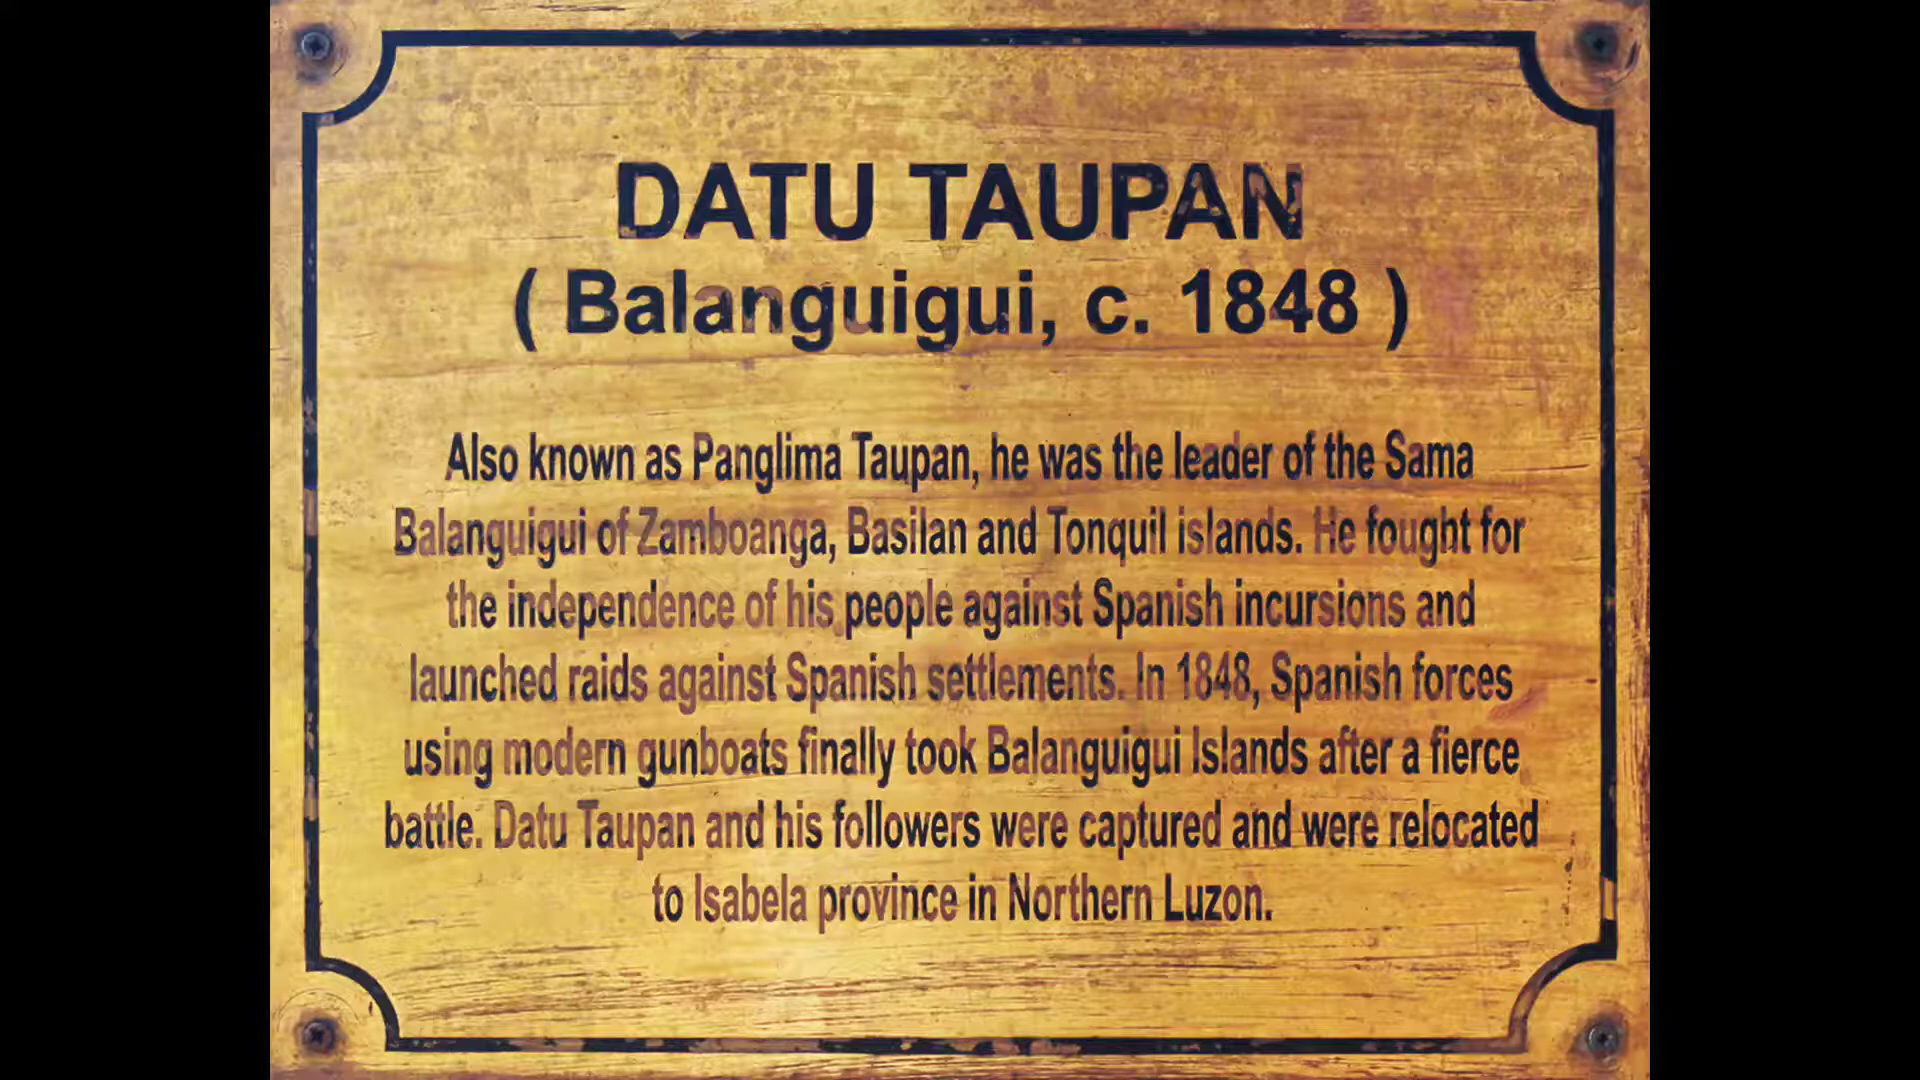 DATU TAUPAN
( Balanguigui, c. 1848 )
Also known as Panglima Taupan, he was the leader of the Sama
Balanguigui of Zamboanga, Basilan and Tonquil islands. He fought for
the independence of his people against Spanish incursions and
launched raids against Spanish settlements. In 1848, Spanish forces
using modern gunboats finally took Balanguigui Islands after a fierce
battle. Datu Taupan and his followers were captured and were relocated
to Isabela province in Northern Luzon.